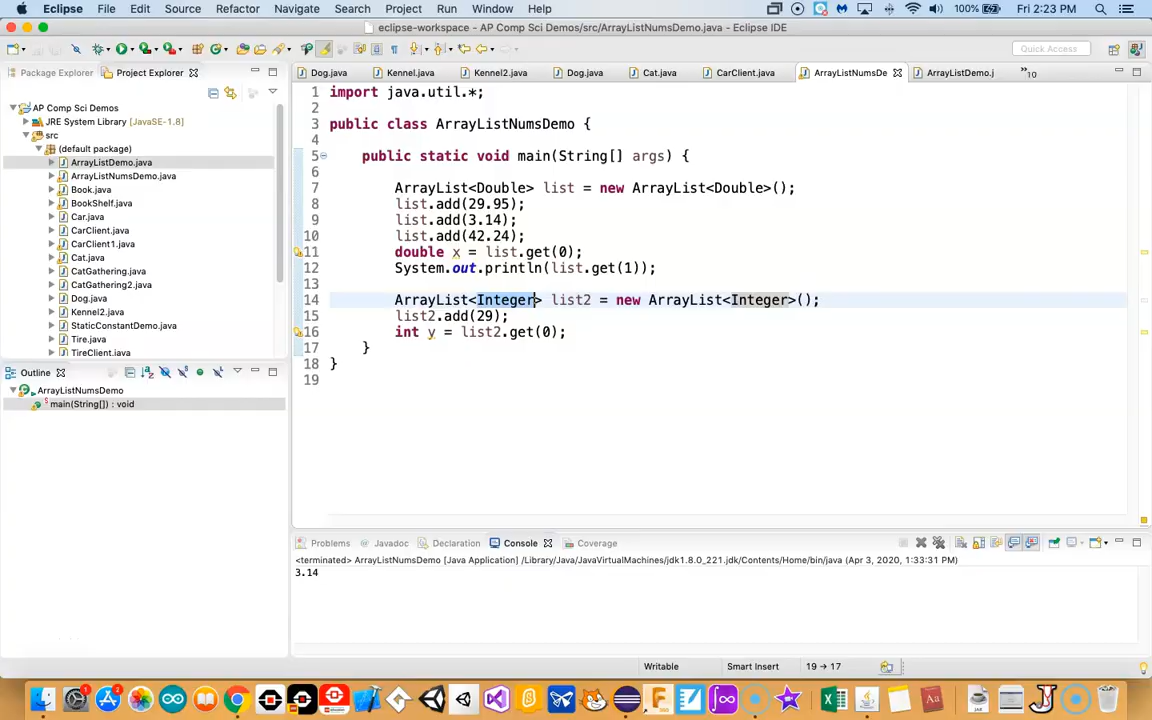 Eclipse File Edit Source Refactor Navigate Search Project Run Window Help 100% Fri 2:23 PM
eclipse-workspace - AP Comp Sci Demos/src/ArrayListNumsDemo.java - Eclipse IDE
Quick Access
Package Explorer Project Explorer
Dog.java Kennel.java Kennel2.java Dog.java Cat.java CarClient.java ArrayListNumsDe ArrayListDemo.j »10
AP Comp Sci Demos
JRE System Library [JavaSE-1.8]
src
(default package)
ArrayListDemo.java
ArrayListNumsDemo.java
Book.java
BookShelf.java
Car.java
CarClient.java
CarClient1.java
Cat.java
CatGathering.java
CatGathering2.java
Dog.java
Kennel2.java
StaticConstantDemo.java
Tire.java
TireClient.java
Outline
ArrayListNumsDemo
main(String[]) : void
1 import java.util.*;
2
3 public class ArrayListNumsDemo {
4
5 public static void main(String[] args) {
6
7 ArrayList<Double> list = new ArrayList<Double>();
8 list.add(29.95);
9 list.add(3.14);
10 list.add(42.24);
11 double x = list.get(0);
12 System.out.println(list.get(1));
13
14 ArrayList<Integer> list2 = new ArrayList<Integer>();
15 list2.add(29);
16 int y = list2.get(0);
17 }
18 }
19
Problems Javadoc Declaration Console Coverage
<terminated> ArrayListNumsDemo [Java Application] /Library/Java/JavaVirtualMachines/jdk1.8.0_221.jdk/Contents/Home/bin/java (Apr 3, 2020, 1:33:31 PM)
3.14
Writable Smart Insert 19 → 17